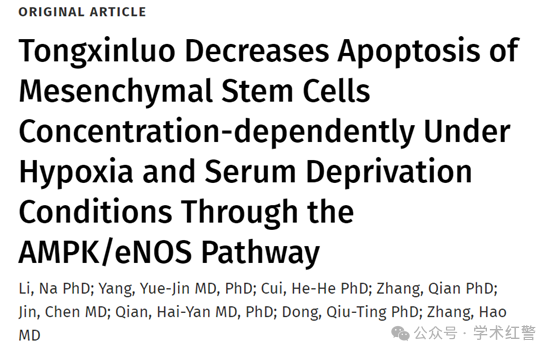 ORIGINAL ARTICLE
Tongxinluo Decreases Apoptosis of
Mesenchymal Stem Cells
Concentration-dependently Under
Hypoxia and Serum Deprivation
Conditions Through the
AMPK/eNOS Pathway
Li, Na PhD; Yang, Yue-Jin MD, PhD; Cui, He-He PhD; Zhang, Qian PhD;
Jin, Chen MD; Qian, Hai-Yan MD, PhD; Dong, Qiu-Ting PhD; Zhang, Hao
MD
公众号 · 学术红警